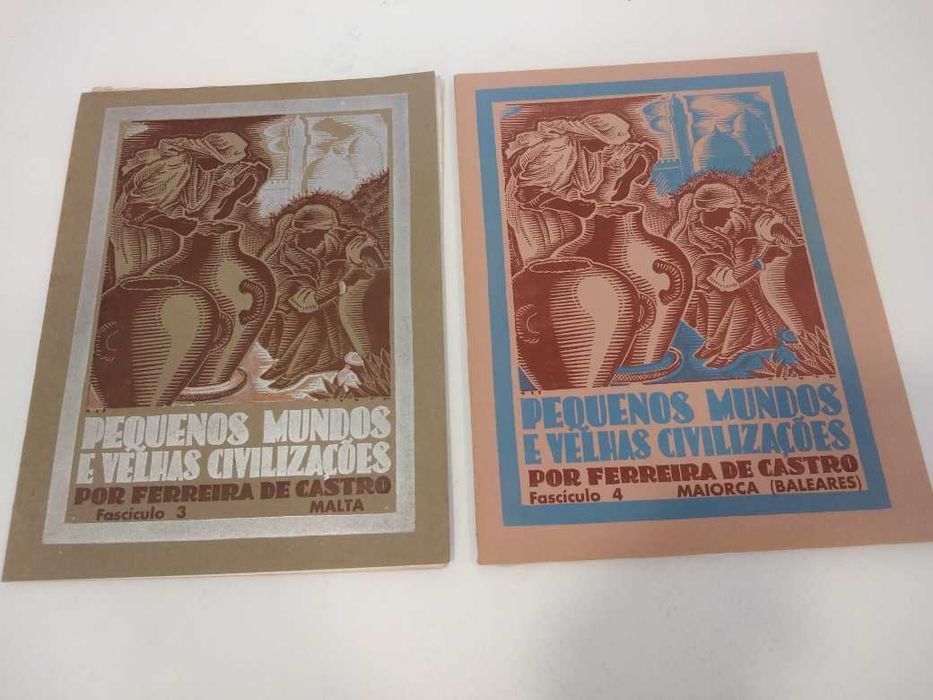 PEQUENOS MUNDOS
E VELHAS CIVILIZAÇÕES
POR FERREIRA DE CASTRO
Fascículo 3 MALTA
PEQUENOS MUNDOS
E VELHAS CIVILIZAÇÕES
POR FERREIRA DE CASTRO
Fascículo 4 MAIORCA (BALEARES)